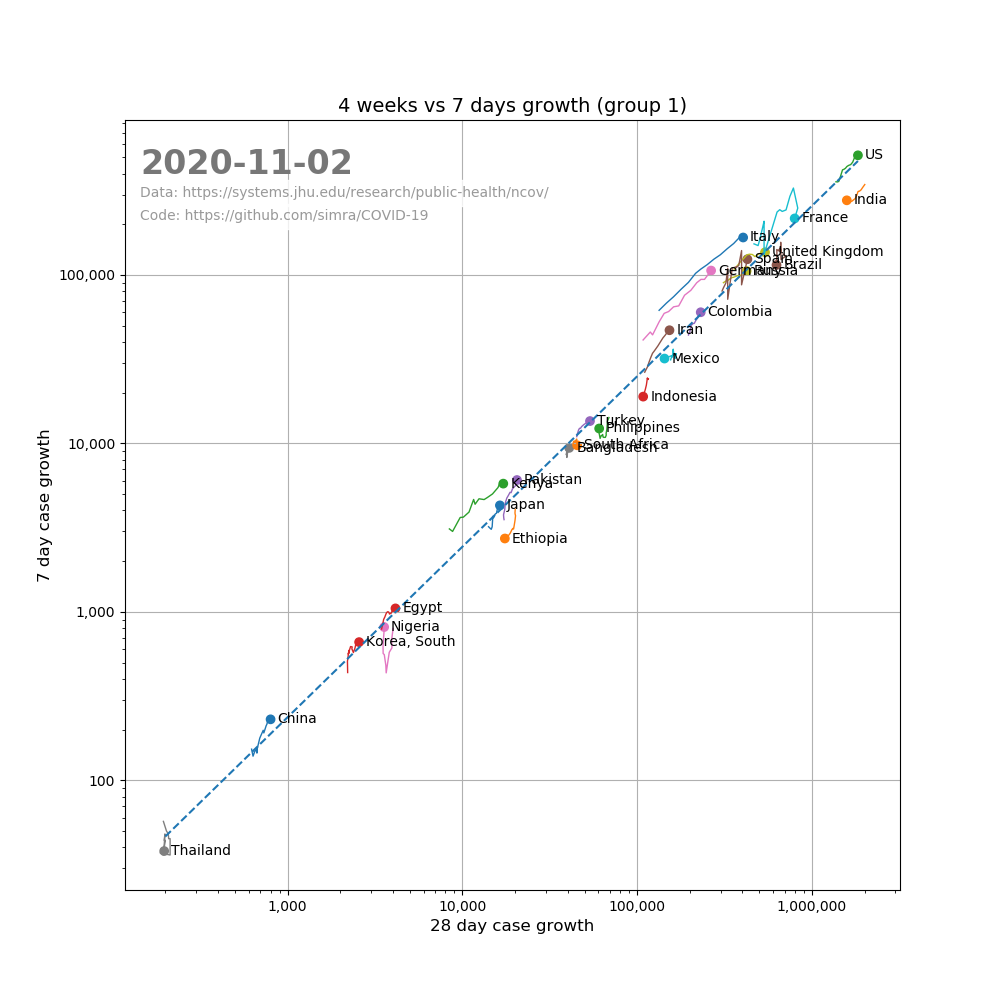 4 weeks vs 7 days growth (group 1)
2020-11-02
Data: https://systems.jhu.edu/research/public-health/ncov/
Code: https://github.com/simra/COVID-19
US
India
France
Italy
United Kingdom
Spain
Brazil
Germany
Russia
100,000
Colombia
Iran
Mexico
Indonesia
Turkey
Philippines
10,000
South Africa
Bangladesh
Pakistan
Kenya
Japan
Ethiopia
7 day case growth
Egypt
1,000
Nigeria
Korea, South
China
100
Thailand
1,000
10,000
100,000
1,000,000
28 day case growth